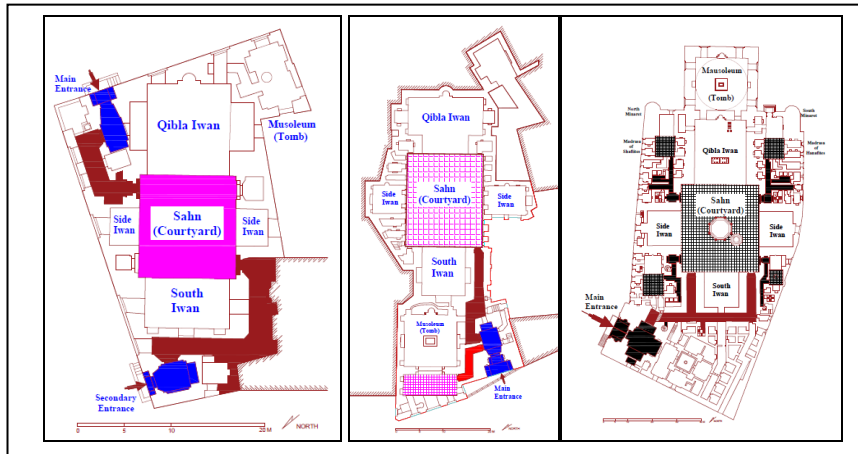 Main
Entrance
Qibla Iwan
Musoleum
(Tomb)
Side
Iwan
Sahn
(Courtyard)
Side
Iwan
South
Iwan
Secondary
Entrance
0 5 10 20 M
NORTH
Qibla Iwan
Side
Iwan
Sahn
(Courtyard)
Side
Iwan
South
Iwan
Musoleum
(Tomb)
Main
Entrance
Mausoleum
(Tomb)
North
Minaret
South
Minaret
Qibla Iwan
Sahn
(Courtyard)
Side
Iwan
Side
Iwan
South
Iwan
Main
Entrance